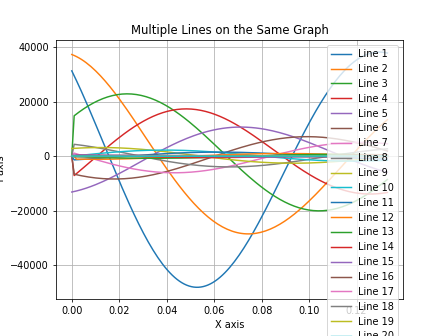 Multiple Lines on the Same Graph
40000
20000
0
−20000
−40000
0.00
0.02
0.04
0.06
0.08
0.10
X axis
axis
Line 1
Line 2
Line 3
Line 4
Line 5
Line 6
Line 7
Line 8
Line 9
Line 10
Line 11
Line 12
Line 13
Line 14
Line 15
Line 16
Line 17
Line 18
Line 19
Line 20